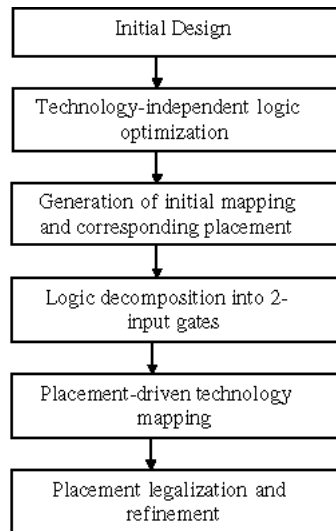 Initial Design
Technology-independent logic
optimization
Generation of initial mapping
and corresponding placement
Logic decomposition into 2-
input gates
Placement-driven technology
mapping
Placement legalization and
refinement